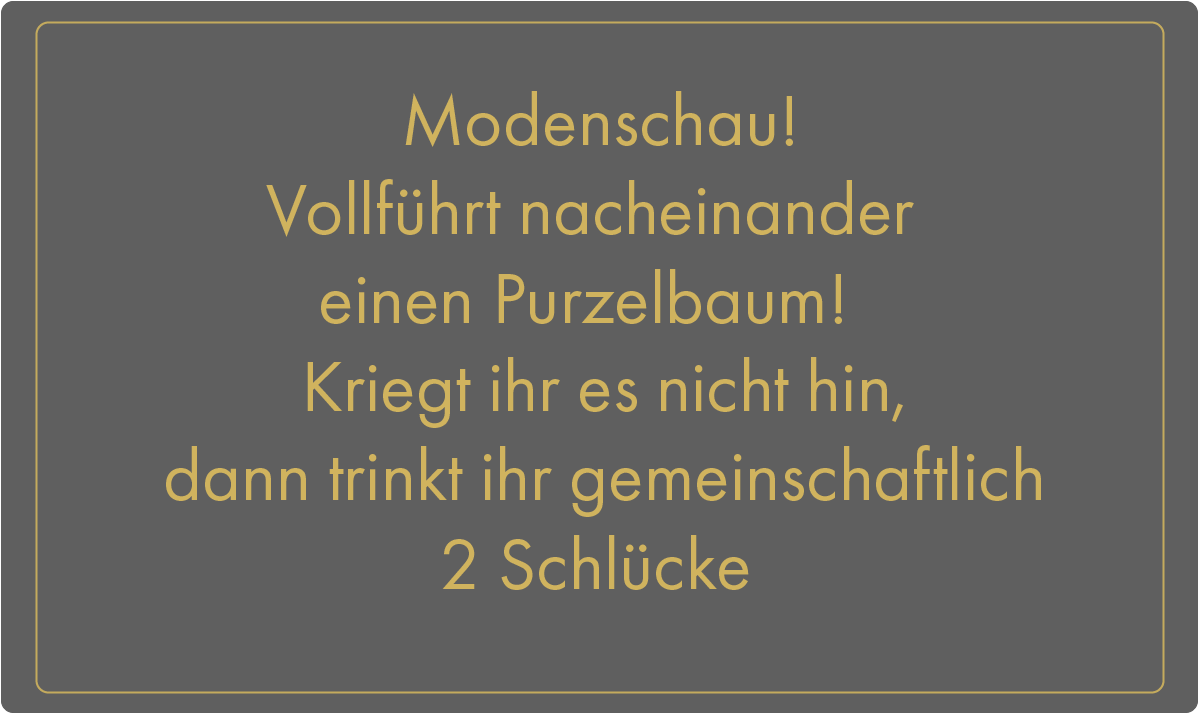 Modenschau!
Vollführt nacheinander
einen Purzelbaum!
Kriegt ihr es nicht hin,
dann trinkt ihr gemeinschaftlich
2 Schlücke